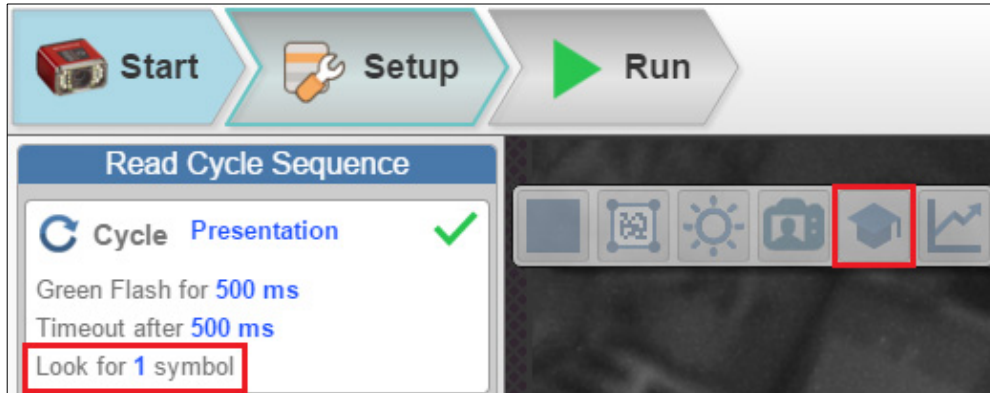 Start
Setup
Run
Read Cycle Sequence
Cycle Presentation
Green Flash for 500 ms
Timeout after 500 ms
Look for 1 symbol